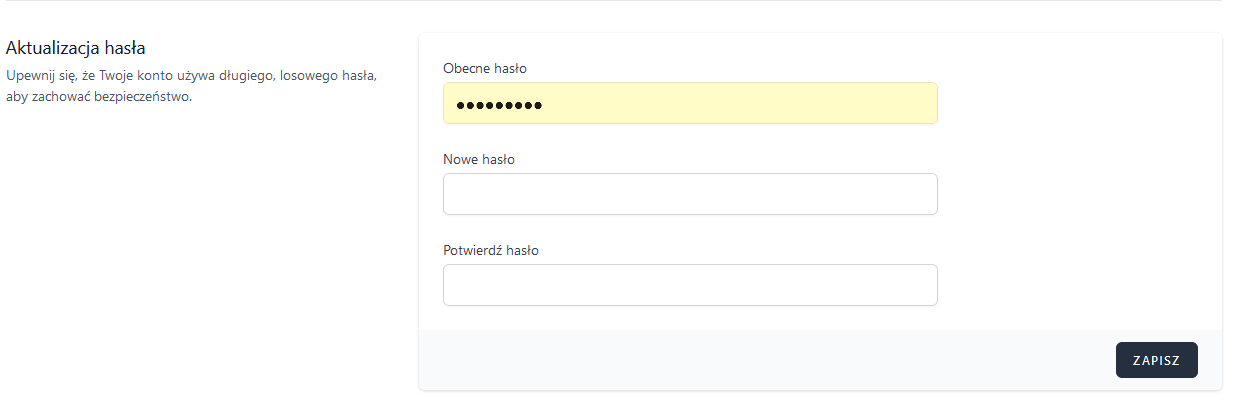 Aktualizacja hasła
Upewnij się, że Twoje konto używa długiego, losowego hasła,
aby zachować bezpieczeństwo.
Obecne hasło
●●●●●●●●●
Nowe hasło
Potwierdź hasło
ZAPISZ